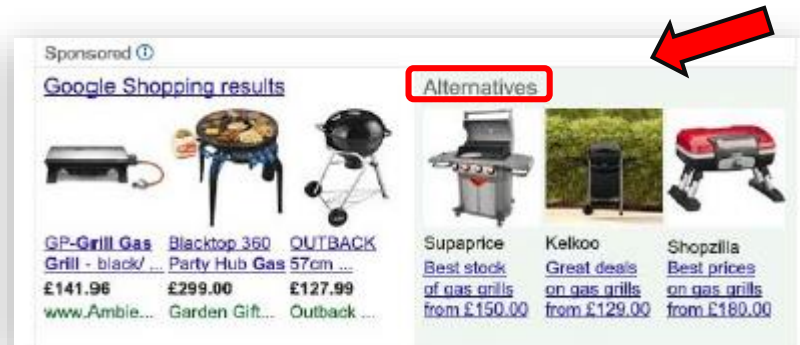 Sponsored
Google Shopping results
Alternatives
GP-Grill Gas
Grill - black/ ...
£141.96
www.Ambie...
Blacktop 360
Party Hub Gas
£299.00
Garden Gift...
OUTBACK
57cm ...
£127.99
Outback ...
Supaprice
Best stock
of gas grills
from £150.00
Kelkoo
Great deals
on gas grills
from £129.00
Shopzilla
Best prices
on gas grills
from £180.00